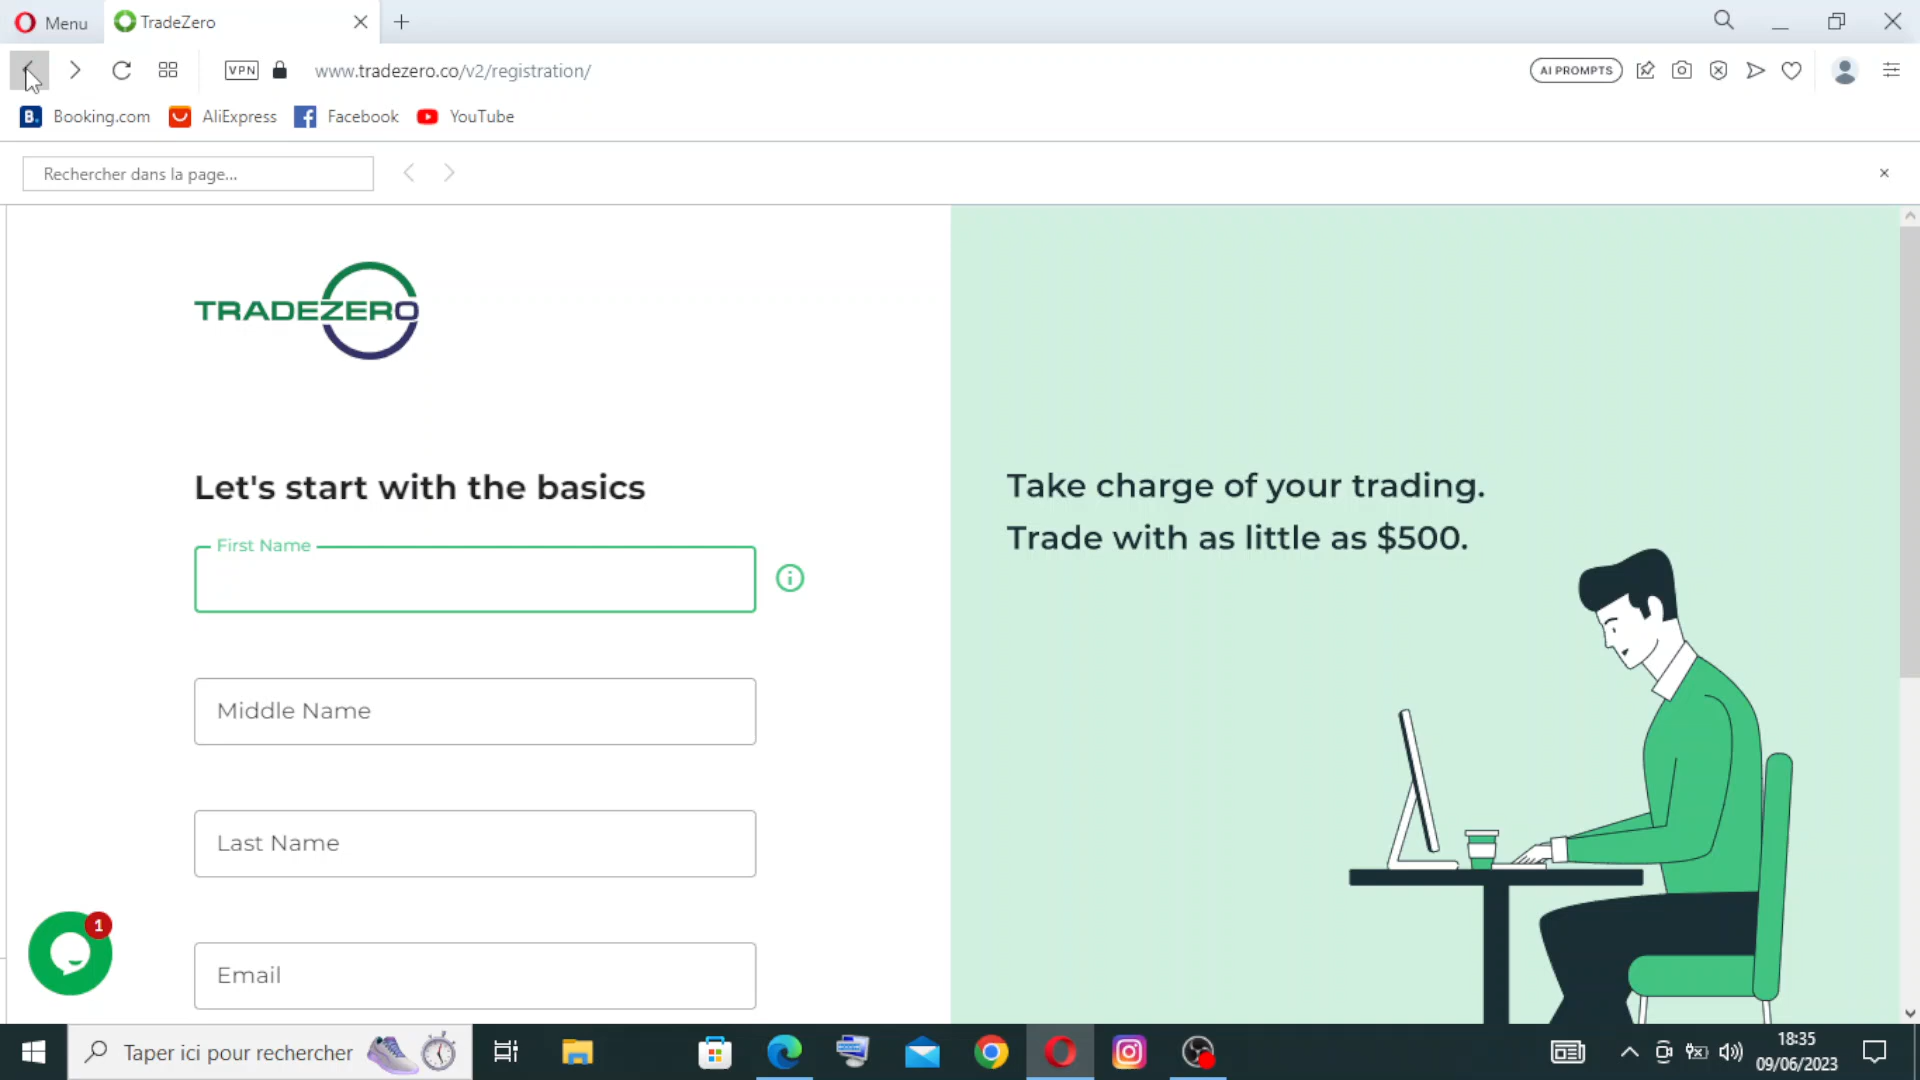 Menu
TradeZero
VPN
www.tradezero.co/v2/registration/
AI PROMPTS
B.
Booking.com
AliExpress
Facebook
YouTube
Rechercher dans la page...
TRADEZERO
Let's start with the basics
First Name
Middle Name
Last Name
Email
1
Take charge of your trading.
Trade with as little as $500.
Taper ici pour rechercher
18:35
09/06/2023